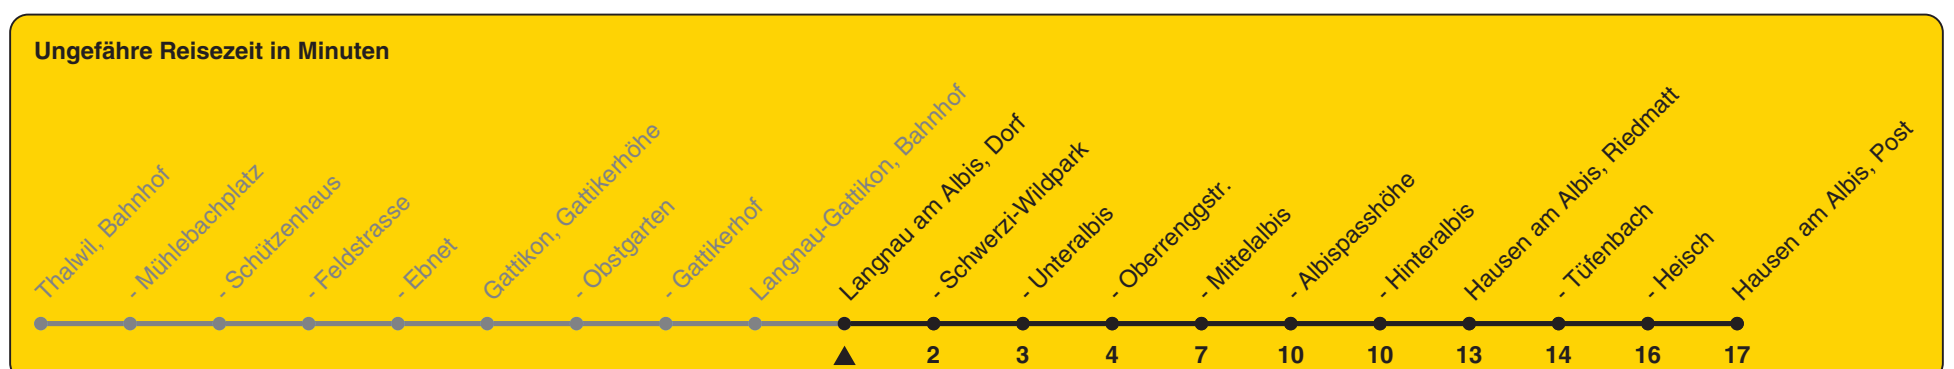 Ungefähre Reisezeit in Minuten
Thalwil, Bahnhof
- Mühlebachplatz
- Schützenhaus
- Feldstrasse
- Ebnet
Gattikon, Gattikerhöhe
- Obstgarten
- Gattikerhof
Langnau-Gattikon, Bahnhof
Langnau am Albis, Dorf
- Schwerzi-Wildpark
- Unteralbis
- Oberrenggstr.
- Mittelalbis
- Albispasshöhe
- Hinteralbis
Hausen am Albis, Riedmatt
- Tüfenbach
- Heisch
Hausen am Albis, Post
2 3 4 7 10 10 13 14 16 17